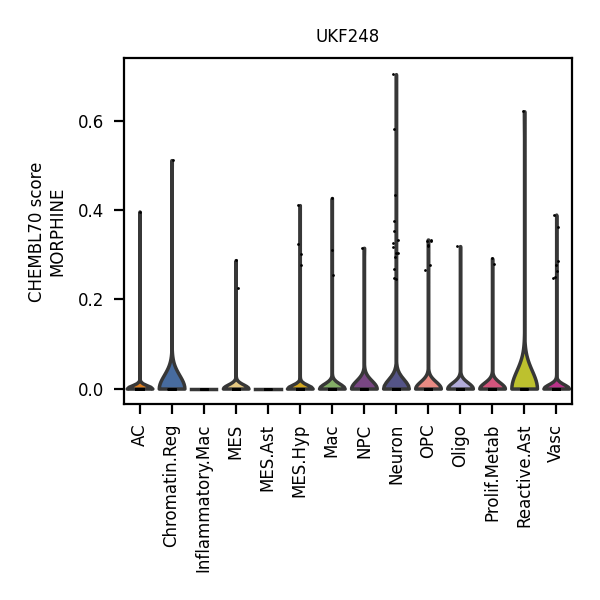 UKF248
CHEMBL70 score
MORPHINE
0.6
0.4
0.2
0.0
AC
Chromatin.Reg
Inflammatory.Mac
MES
MES.Ast
MES.Hyp
Mac
NPC
Neuron
OPC
Oligo
Prolif.Metab
Reactive.Ast
Vasc